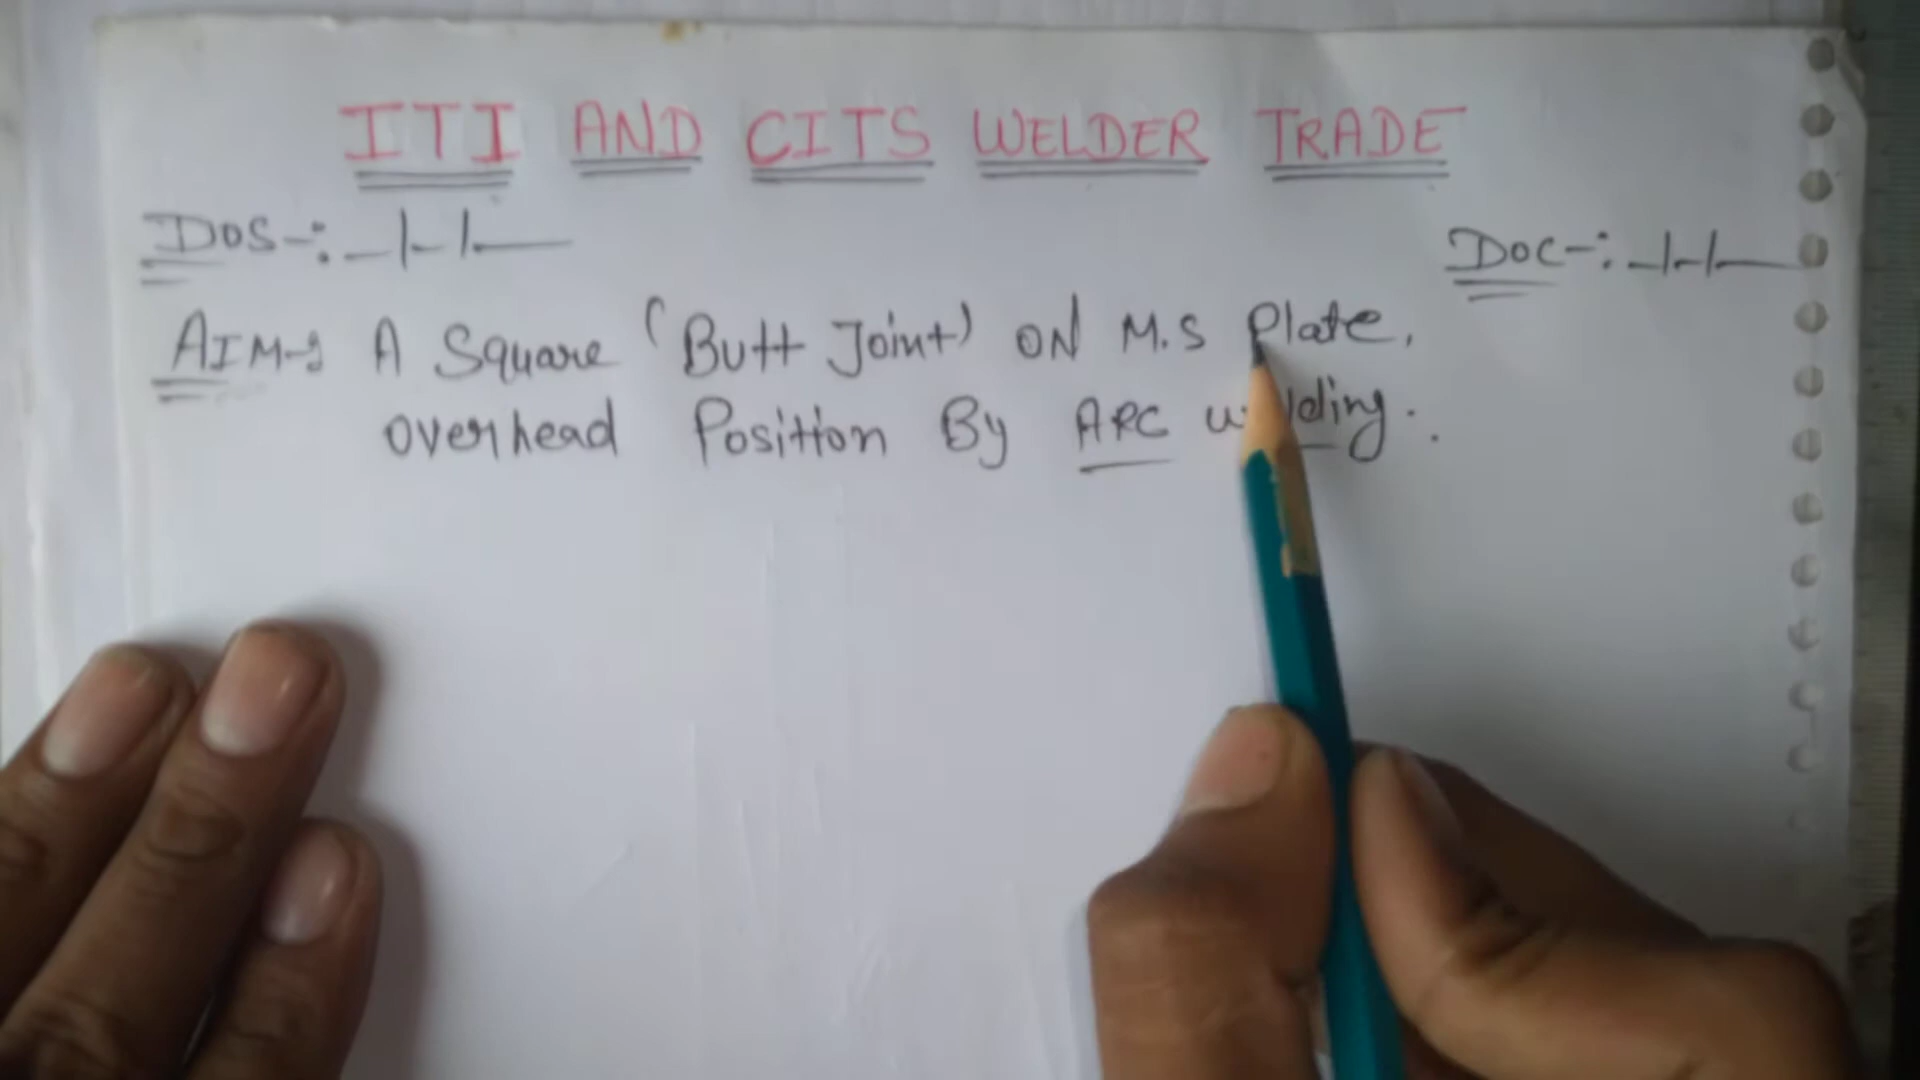 ITI AND CITS WELDER TRADE
DOS-: _/_/__
DOC-: _/_/__
AIM-: A Square (Butt Joint) ON M.S Plate,
overhead Position By ARC welding.